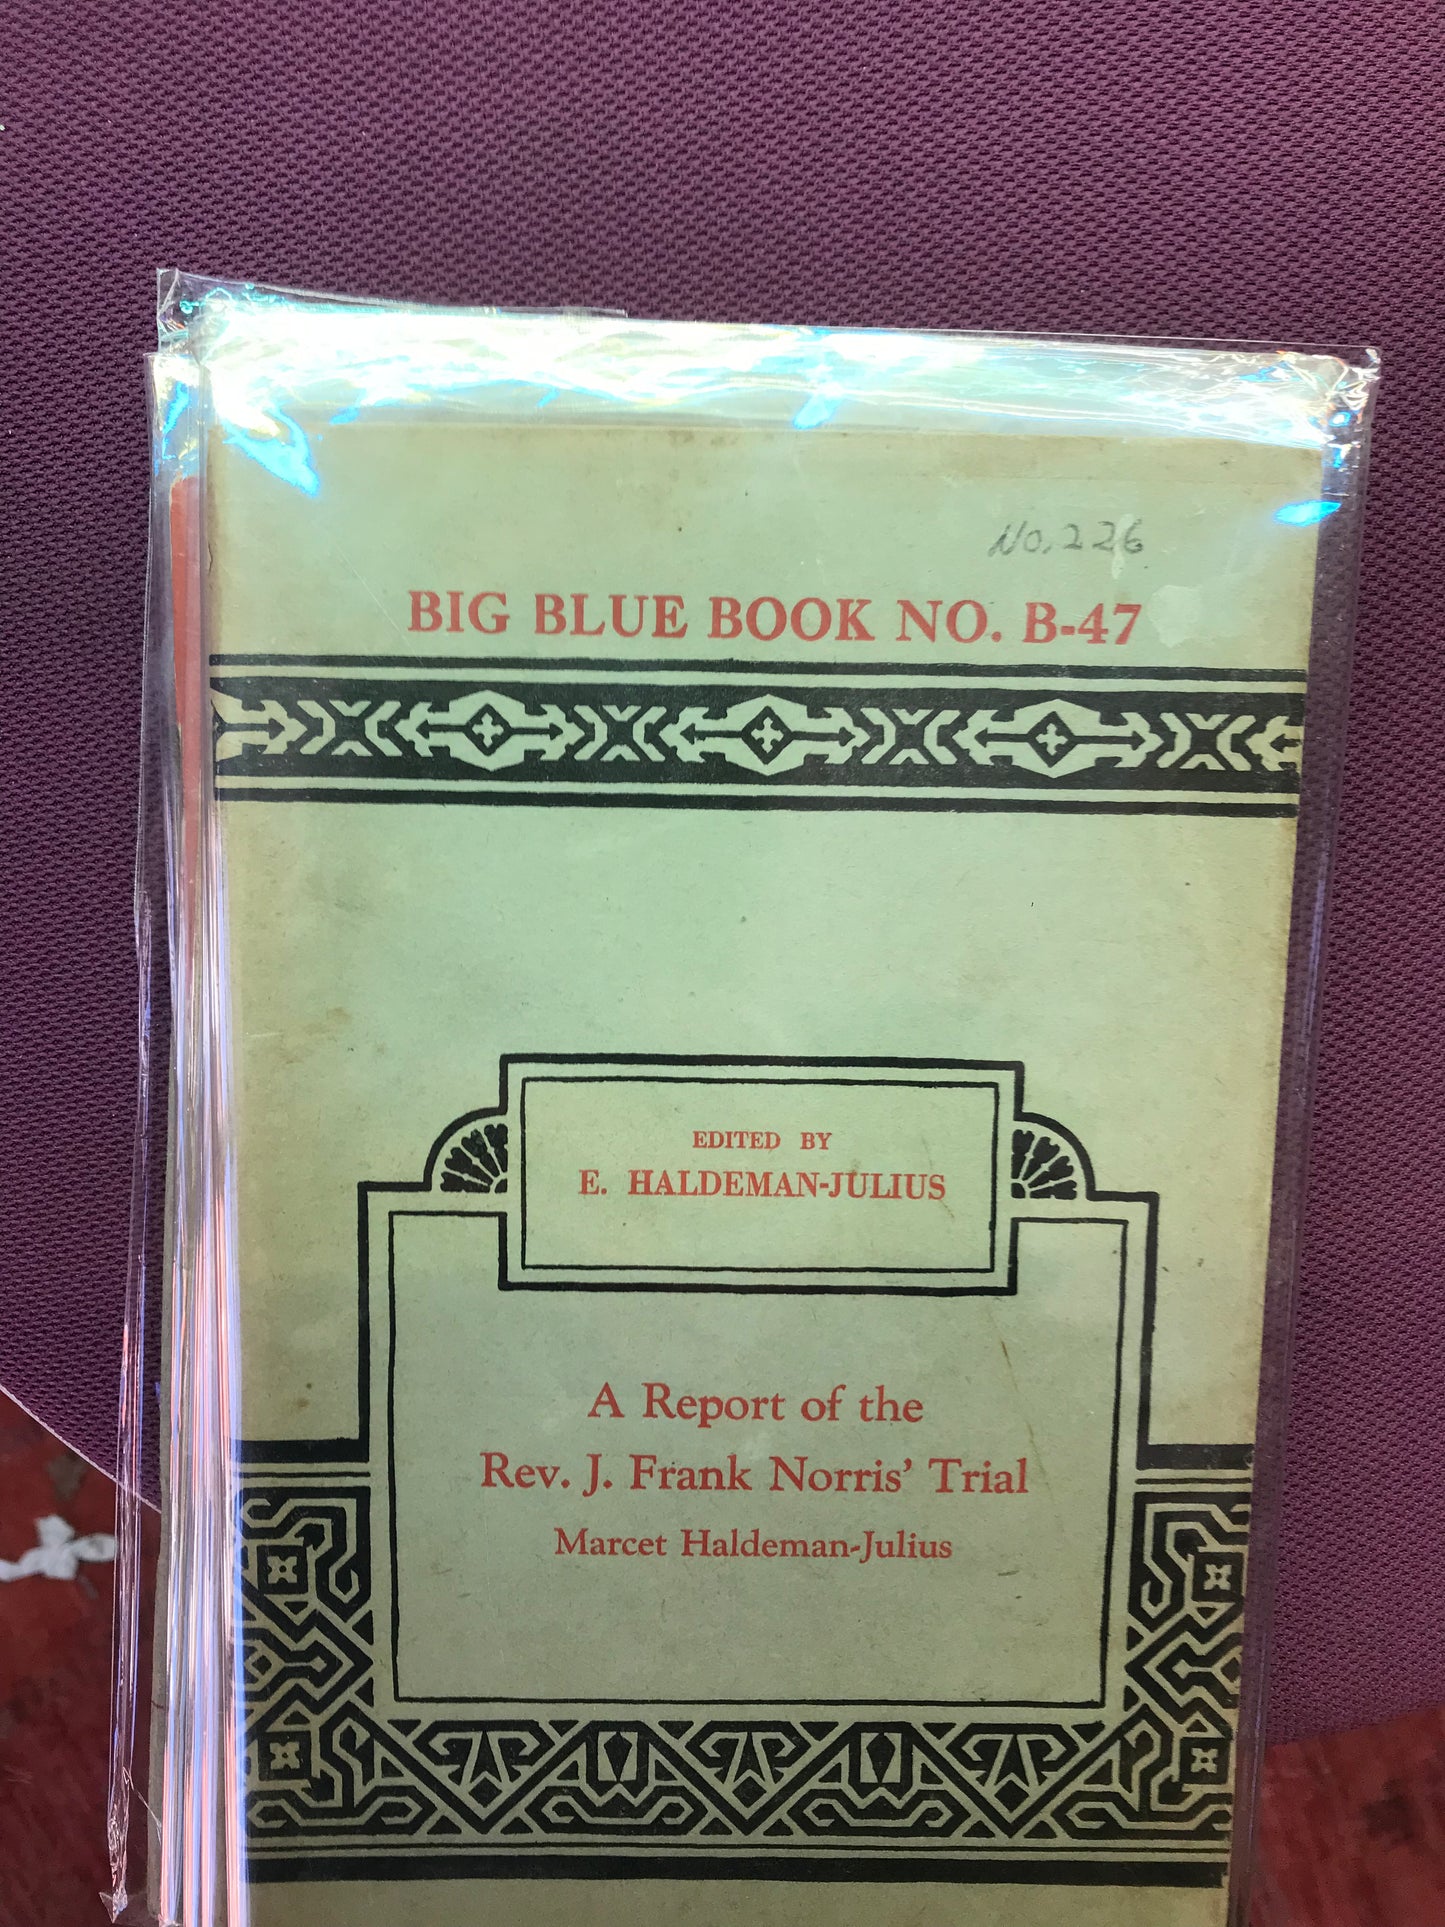 No. 226
BIG BLUE BOOK NO. B-47
EDITED BY
E. HALDEMAN-JULIUS
A Report of the
Rev. J. Frank Norris' Trial
Marcet Haldeman-Julius